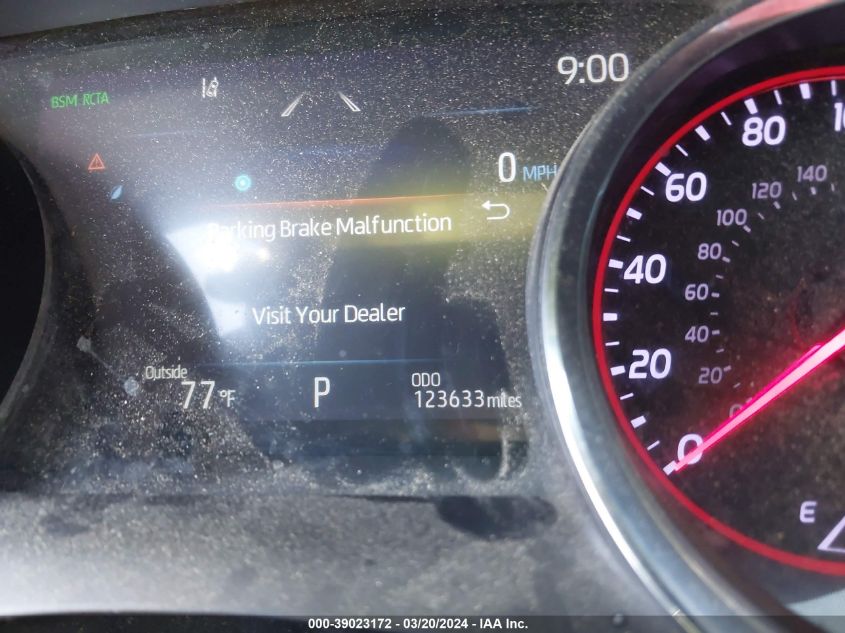 BSM RCTA
9:00
0 MPH
Parking Brake Malfunction
Visit Your Dealer
Outside
77°F
P
ODO
123633 miles
80
60
40
20
0
140
120
100
80
60
40
20
E
000-39023172 - 03/20/2024 - IAA Inc.